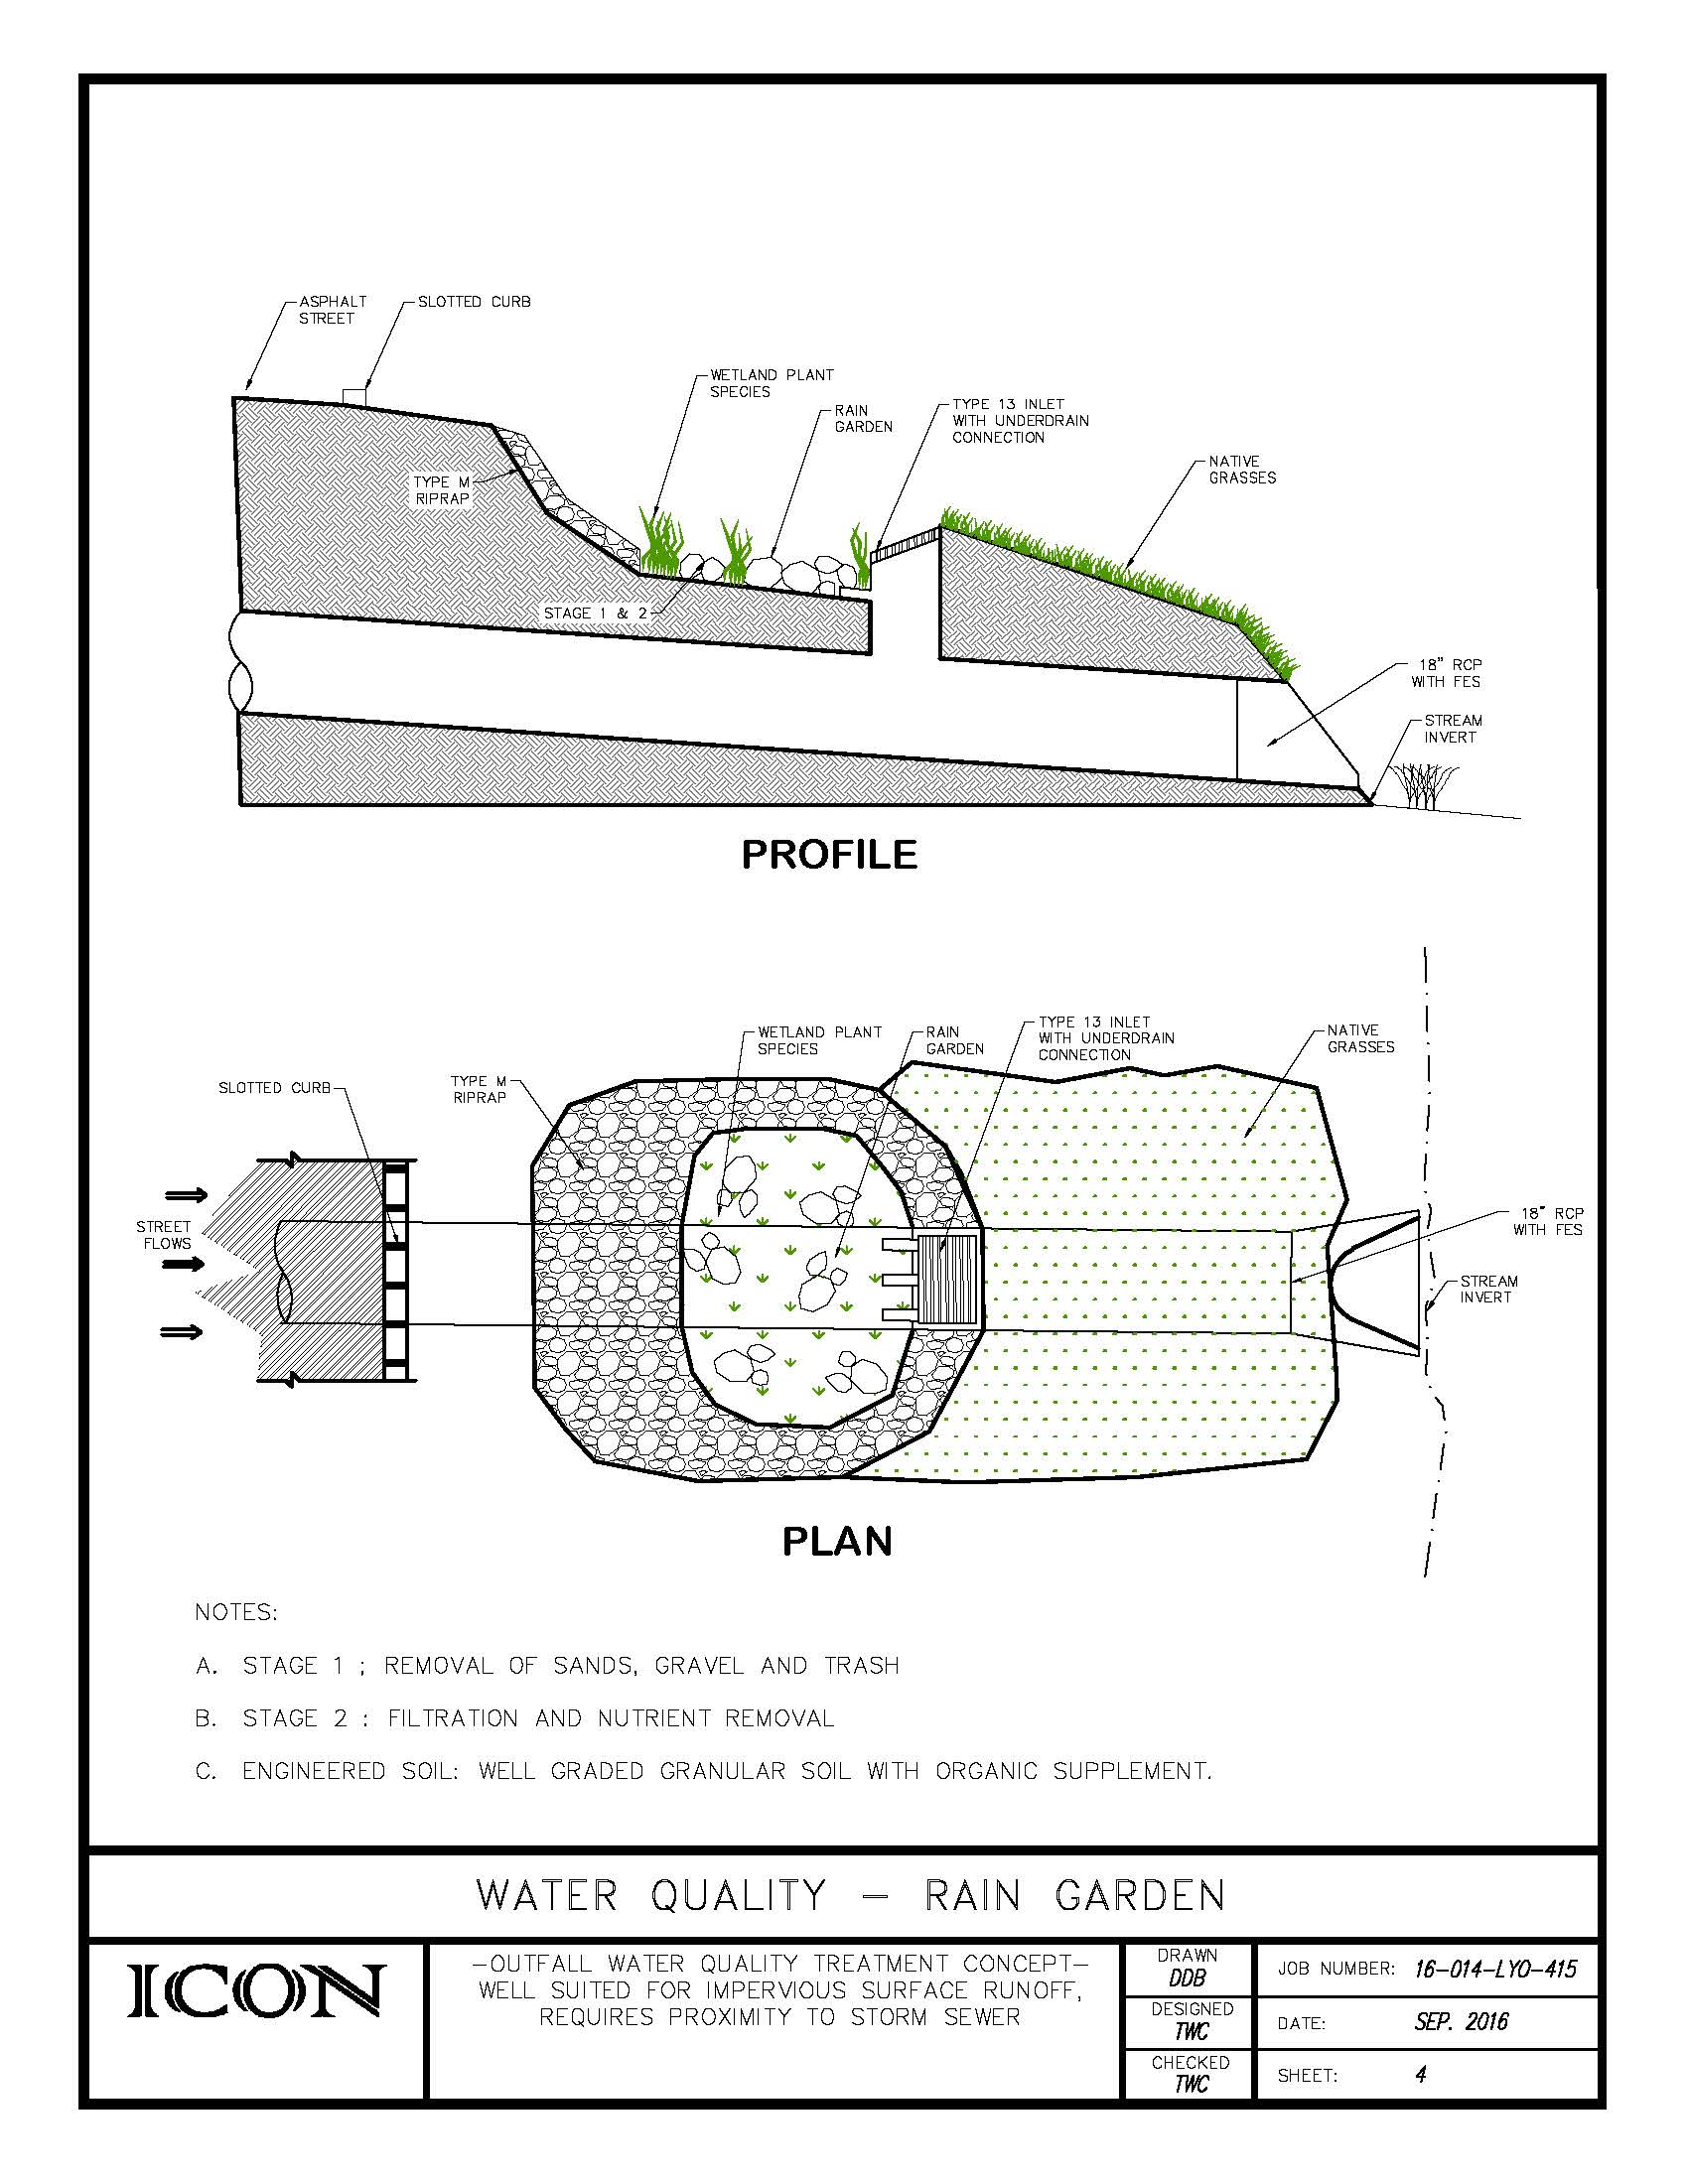 ASPHALT
STREET
SLOTTED CURB
WETLAND PLANT
SPECIES
RAIN
GARDEN
TYPE 13 INLET
WITH UNDERDRAIN
CONNECTION
NATIVE
GRASSES
TYPE M
RIPRAP
STAGE 1 & 2
18" RCP
WITH FES
STREAM
INVERT
PROFILE
WETLAND PLANT
SPECIES
RAIN
GARDEN
TYPE 13 INLET
WITH UNDERDRAIN
CONNECTION
NATIVE
GRASSES
SLOTTED CURB
TYPE M
RIPRAP
STREET
FLOWS
18" RCP
WITH FES
STREAM
INVERT
PLAN
NOTES:
A. STAGE 1 ; REMOVAL OF SANDS, GRAVEL AND TRASH
B. STAGE 2 : FILTRATION AND NUTRIENT REMOVAL
C. ENGINEERED SOIL: WELL GRADED GRANULAR SOIL WITH ORGANIC SUPPLEMENT.
WATER QUALITY - RAIN GARDEN
ICON
-OUTFALL WATER QUALITY TREATMENT CONCEPT-
WELL SUITED FOR IMPERVIOUS SURFACE RUNOFF,
REQUIRES PROXIMITY TO STORM SEWER
DRAWN
DDB
DESIGNED
TWC
CHECKED
TWC
JOB NUMBER: 16-014-LYO-415
DATE: SEP. 2016
SHEET: 4